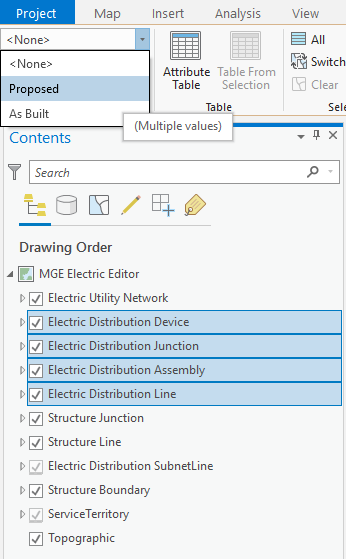 Project Map Insert Analysis View
<None>
<None>
Proposed
As Built
Attribute
Table
Table From
Selection
Table
All
Switch
Clear
Sele
(Multiple values)
Contents
Search
Drawing Order
MGE Electric Editor
Electric Utility Network
Electric Distribution Device
Electric Distribution Junction
Electric Distribution Assembly
Electric Distribution Line
Structure Junction
Structure Line
Electric Distribution SubnetLine
Structure Boundary
ServiceTerritory
Topographic